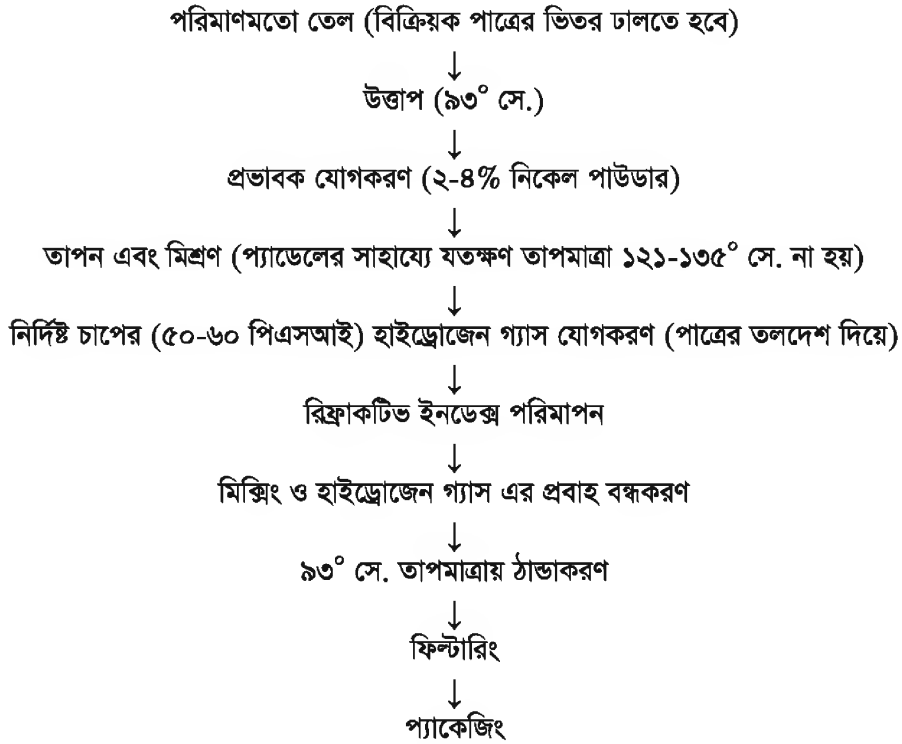 পরিমাণমতো তেল (বিক্রিয়ক পাত্রের ভিতর ঢালতে হবে)
↓
উত্তাপ (৯৩° সে.)
↓
প্রভাবক যোগকরণ (২-৪% নিকেল পাউডার)
↓
তাপন এবং মিশ্রণ (প্যাডেলের সাহায্যে যতক্ষণ তাপমাত্রা ১২১-১৩৫° সে. না হয়)
↓
নির্দিষ্ট চাপের (৫০-৬০ পিএসআই) হাইড্রোজেন গ্যাস যোগকরণ (পাত্রের তলদেশ দিয়ে)
↓
রিফ্রাকটিভ ইনডেক্স পরিমাপন
↓
মিক্সিং ও হাইড্রোজেন গ্যাস এর প্রবাহ বন্ধকরণ
↓
৯৩° সে. তাপমাত্রায় ঠান্ডাকরণ
↓
ফিল্টারিং
↓
প্যাকেজিং